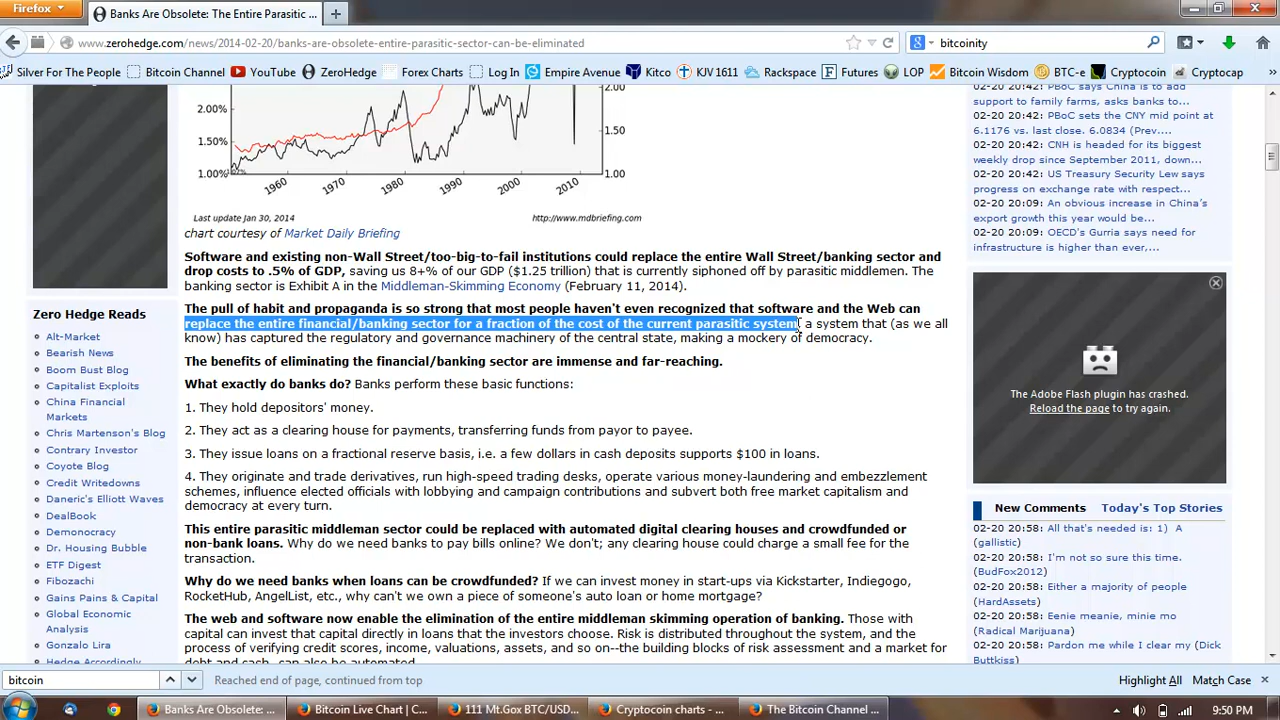 Firefox
Banks Are Obsolete: The Entire Parasitic ...
www.zerohedge.com/news/2014-02-20/banks-are-obsolete-entire-parasitic-sector-can-be-eliminated
bitcoinity
Silver For The People
Bitcoin Channel
YouTube
ZeroHedge
Forex Charts
Log In
Empire Avenue
Kitco
KJV 1611
Rackspace
Futures
LOP
Bitcoin Wisdom
BTC-e
Cryptocoin
Cryptocap
»
2.00%
1.50%
1.00%
2.00
1.50
1.00
1960
1970
1980
1990
2000
2010
Last update Jan 30, 2014
http://www.mdbriefing.com
chart courtesy of Market Daily Briefing
Software and existing non-Wall Street/too-big-to-fail institutions could replace the entire Wall Street/banking sector and
drop costs to .5% of GDP, saving us 8+% of our GDP ($1.25 trillion) that is currently siphoned off by parasitic middlemen. The
banking sector is Exhibit A in the Middleman-Skimming Economy (February 11, 2014).
The pull of habit and propaganda is so strong that most people haven't even recognized that software and the Web can
replace the entire financial/banking sector for a fraction of the cost of the current parasitic system, a system that (as we all
know) has captured the regulatory and governance machinery of the central state, making a mockery of democracy.
The benefits of eliminating the financial/banking sector are immense and far-reaching.
What exactly do banks do? Banks perform these basic functions:
1. They hold depositors' money.
2. They act as a clearing house for payments, transferring funds from payor to payee.
3. They issue loans on a fractional reserve basis, i.e. a few dollars in cash deposits supports $100 in loans.
4. They originate and trade derivatives, run high-speed trading desks, operate various money-laundering and embezzlement
schemes, influence elected officials with lobbying and campaign contributions and subvert both free market capitalism and
democracy at every turn.
This entire parasitic middleman sector could be replaced with automated digital clearing houses and crowdfunded or
non-bank loans. Why do we need banks to pay bills online? We don't; any clearing house could charge a small fee for the
transaction.
Why do we need banks when loans can be crowdfunded? If we can invest money in start-ups via Kickstarter, Indiegogo,
RocketHub, AngelList, etc., why can't we own a piece of someone's auto loan or home mortgage?
The web and software now enable the elimination of the entire middleman skimming operation of banking. Those with
capital can invest that capital directly in loans that the investors choose. Risk is distributed throughout the system, and the
process of verifying credit scores, income, valuations, assets, and so on--the building blocks of risk assessment and a market for
debt and cash--can also be automated.
Zero Hedge Reads
Alt-Market
Bearish News
Boom Bust Blog
Capitalist Exploits
China Financial
Markets
Chris Martenson's Blog
Contrary Investor
Coyote Blog
Credit Writedowns
Daneric's Elliott Waves
DealBook
Demonocracy
Dr. Housing Bubble
ETF Digest
Fibozachi
Gains Pains & Capital
Global Economic
Analysis
Gonzalo Lira
Hedge Accordingly
02-20 20:42: PBoC says China is to add
support to family farms, asks banks to...
02-20 20:42: PBoC set the CNY mid point at
6.1176 vs. last close. 6.0834 (Prev....
02-20 20:42: CNH is headed for its biggest
weekly drop since September 2011, down...
02-20 20:42: US Treasury Security Lew says
progress on exchange rate with respect...
02-20 20:09: An obvious increase in China's
export growth this year would be...
02-20 20:09: OECD's Gurria says need for
infrastructure is higher than ever,...
The Adobe Flash plugin has crashed.
Reload the page to try again.
New Comments
Today's Top Stories
02-20 20:58: All that's needed is: 1) A
(gallistic)
02-20 20:58: I'm not so sure this time.
(BudFox2012)
02-20 20:58: Either a majority of people
(HardAssets)
02-20 20:58: Eenie meanie, minie mo
(Radical Marijuana)
02-20 20:58: Pardon me while I clear my (Dick
Buttkiss)
bitcoin
Reached end of page, continued from top
Highlight All
Match Case
Banks Are Obsolete: ...
Bitcoin Live Chart | C...
111 Mt.Gox BTC/USD...
Cryptocoin charts - ...
The Bitcoin Channel ...
9:50 PM